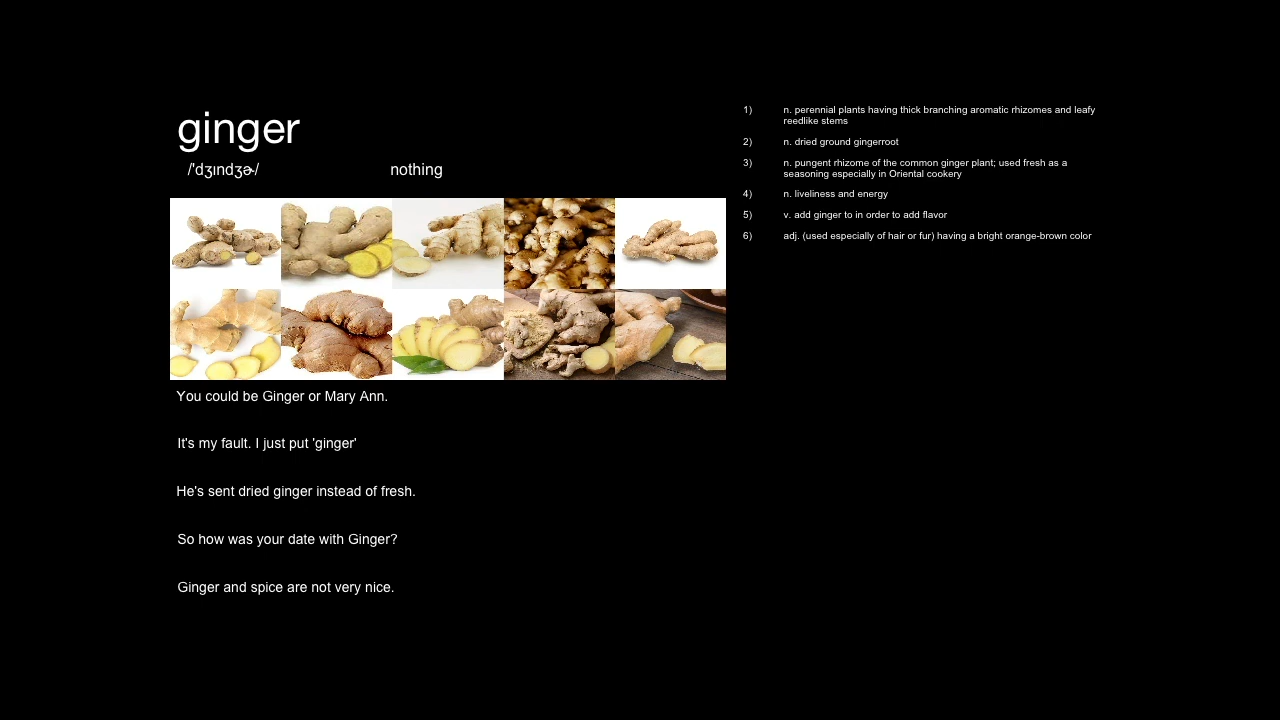 ginger
/'dʒɪndʒɚ/
nothing
1) n. perennial plants having thick branching aromatic rhizomes and leafy
reedlike stems
2) n. dried ground gingerroot
3) n. pungent rhizome of the common ginger plant; used fresh as a
seasoning especially in Oriental cookery
4) n. liveliness and energy
5) v. add ginger to in order to add flavor
6) adj. (used especially of hair or fur) having a bright orange-brown color
You could be Ginger or Mary Ann.
It's my fault. I just put 'ginger'
He's sent dried ginger instead of fresh.
So how was your date with Ginger?
Ginger and spice are not very nice.